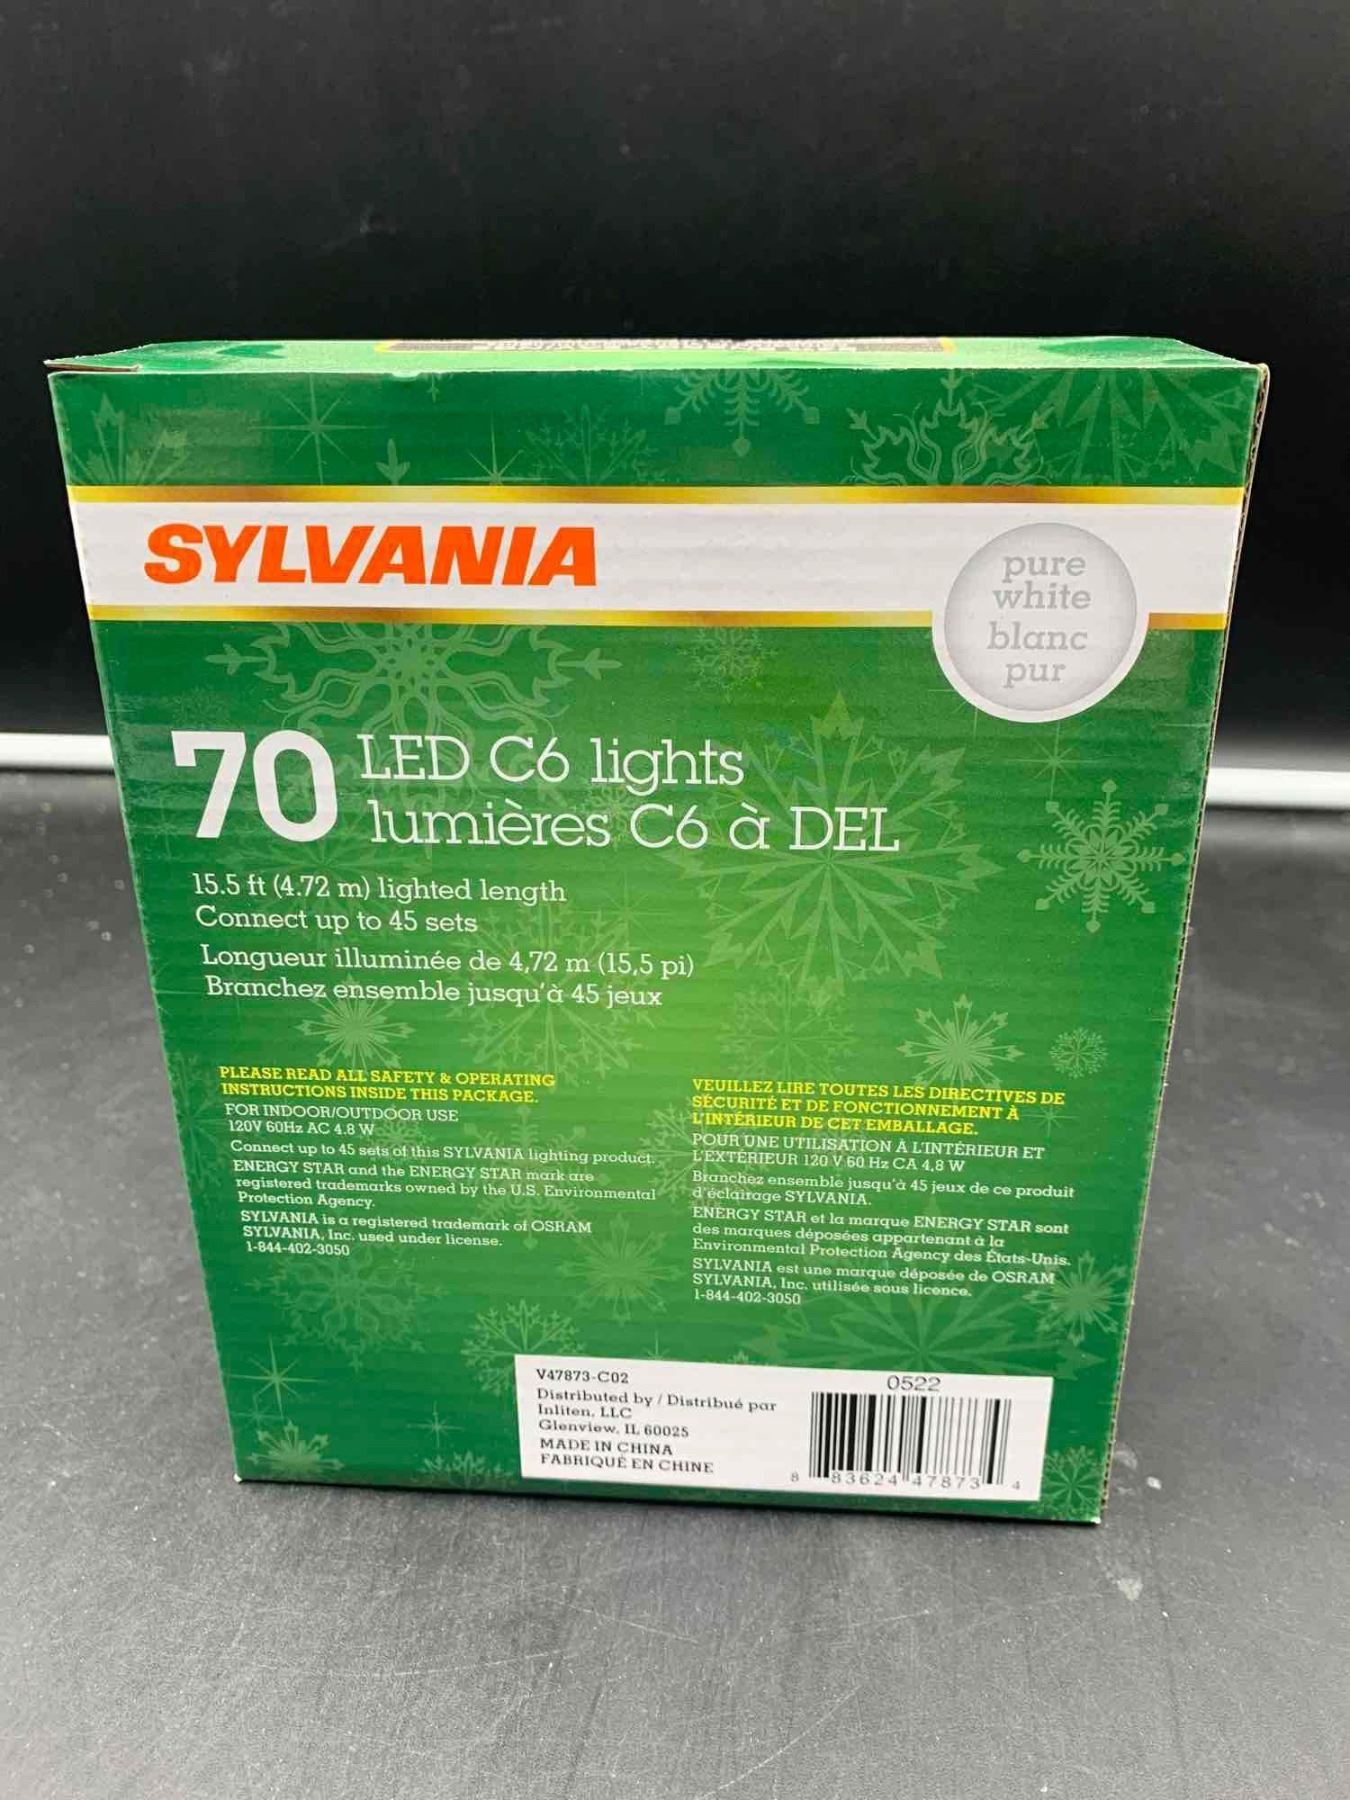 SYLVANIA
pure
white
blanc
pur
70 LED C6 lights
lumières C6 à DEL
15.5 ft (4.72 m) lighted length
Connect up to 45 sets
Longueur illuminée de 4,72 m (15,5 pi)
Branchez ensemble jusqu'à 45 jeux
PLEASE READ ALL SAFETY & OPERATING
INSTRUCTIONS INSIDE THIS PACKAGE.
FOR INDOOR/OUTDOOR USE
120V 60Hz AC 4.8 W
Connect up to 45 sets of this SYLVANIA lighting product.
ENERGY STAR and the ENERGY STAR mark are
registered trademarks owned by the U.S. Environmental
Protection Agency.
SYLVANIA is a registered trademark of OSRAM
SYLVANIA, Inc. used under license.
1-844-402-3050
VEUILLEZ LIRE TOUTES LES DIRECTIVES DE
SÉCURITÉ ET DE FONCTIONNEMENT À
L'INTÉRIEUR DE CET EMBALLAGE.
POUR UNE UTILISATION À L'INTÉRIEUR ET
L'EXTÉRIEUR 120 V 60 Hz CA 4,8 W
Branchez ensemble jusqu'à 45 jeux de ce produit
d'éclairage SYLVANIA.
ENERGY STAR et la marque ENERGY STAR sont
des marques déposées appartenant à la
Environmental Protection Agency des États-Unis.
SYLVANIA est une marque déposée de OSRAM
SYLVANIA, Inc. utilisée sous licence.
1-844-402-3050
V47873-C02
Distributed by / Distribué par
Inliten, LLC
Glenview, IL 60025
MADE IN CHINA
FABRIQUÉ EN CHINE
0522
8 83624 47873 4